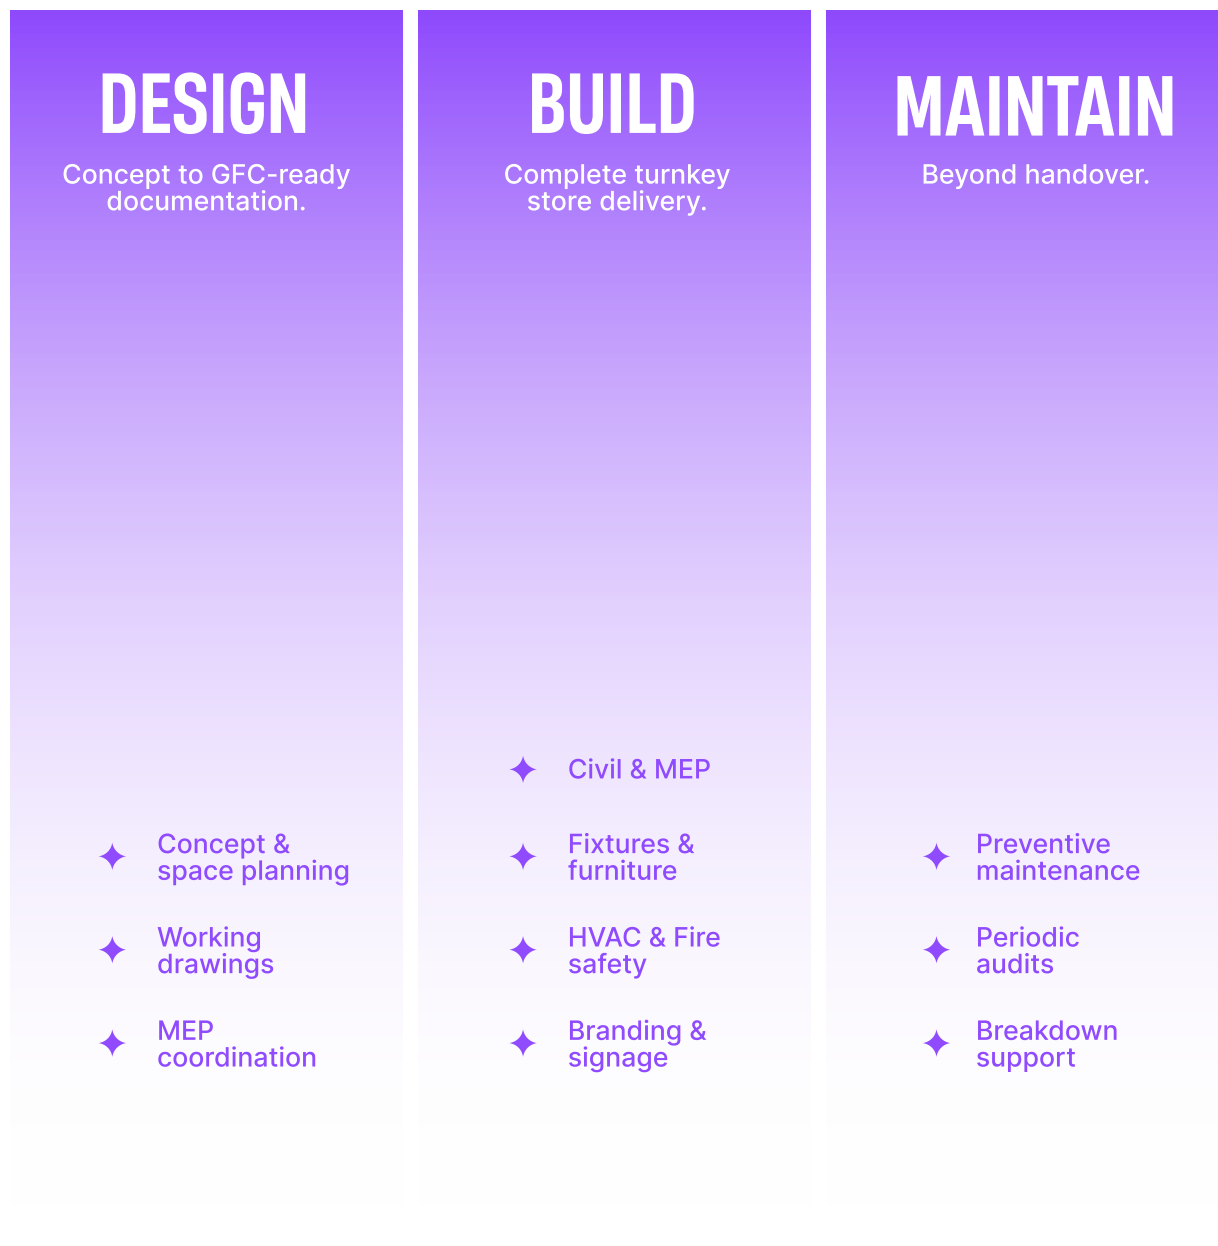 DESIGN
Concept to GFC-ready
documentation.
Concept &
space planning
Working
drawings
MEP
coordination
BUILD
Complete turnkey
store delivery.
Civil & MEP
Fixtures &
furniture
HVAC & Fire
safety
Branding &
signage
MAINTAIN
Beyond handover.
Preventive
maintenance
Periodic
audits
Breakdown
support